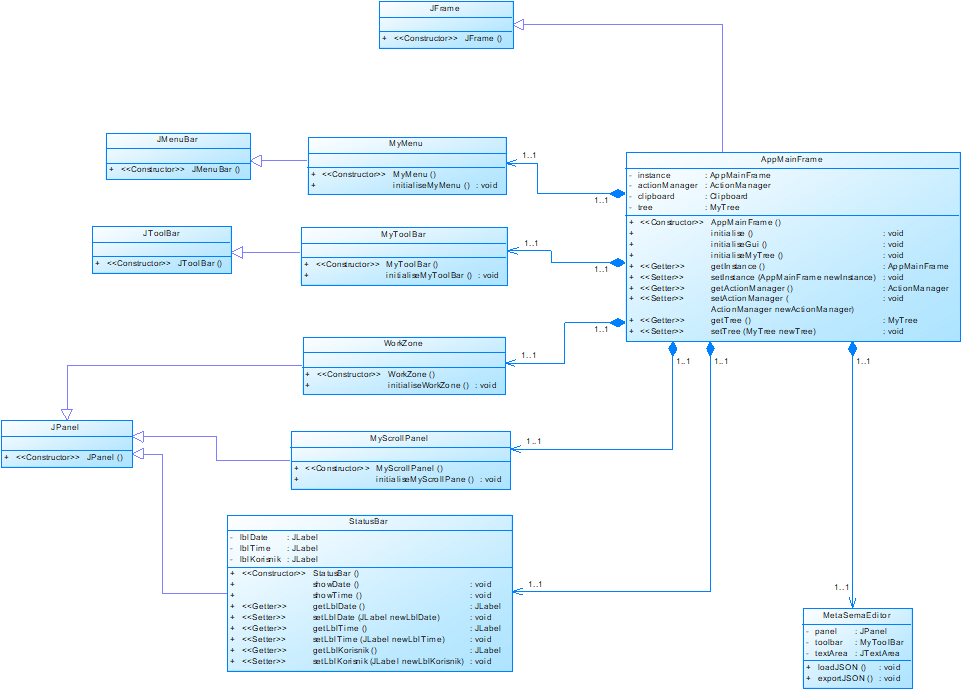 JFrame
+ <<Constructor>> JFrame ()
JMenuBar
+ <<Constructor>> JMenuBar ()
MyMenu
+ <<Constructor>> MyMenu ()
+ initialiseMyMenu () : void
1..1
1..1
AppMainFrame
- instance : AppMainFrame
- actionManager : ActionManager
- clipboard : Clipboard
- tree : MyTree
+ <<Constructor>> AppMainFrame ()
+ initialise () : void
+ initialiseGui () : void
+ initialiseMyTree () : void
+ <<Getter>> getInstance () : AppMainFrame
+ <<Setter>> setInstance (AppMainFrame newInstance) : void
+ <<Getter>> getActionManager () : ActionManager
+ <<Setter>> setActionManager ( : void
ActionManager newActionManager)
+ <<Getter>> getTree () : MyTree
+ <<Setter>> setTree (MyTree newTree) : void
JToolBar
+ <<Constructor>> JToolBar ()
MyToolBar
+ <<Constructor>> MyToolBar ()
+ initialiseMyToolBar () : void
1..1
1..1
WorkZone
+ <<Constructor>> WorkZone ()
+ initialiseWorkZone () : void
1..1
1..1
1..1
1..1
1..1
JPanel
+ <<Constructor>> JPanel ()
MyScrollPanel
+ <<Constructor>> MyScrollPanel ()
+ initialiseMyScrollPane () : void
1..1
StatusBar
- lblDate : JLabel
- lblTime : JLabel
- lblKorisnik : JLabel
+ <<Constructor>> StatusBar ()
+ showDate () : void
+ showTime () : void
+ <<Getter>> getLblDate () : JLabel
+ <<Setter>> setLblDate (JLabel newLblDate) : void
+ <<Getter>> getLblTime () : JLabel
+ <<Setter>> setLblTime (JLabel newLblTime) : void
+ <<Getter>> getLblKorisnik () : JLabel
+ <<Setter>> setLblKorisnik (JLabel newLblKorisnik) : void
1..1
1..1
MetaSemaEditor
- panel : JPanel
- toolbar : MyToolBar
- textArea : JTextArea
+ loadJSON () : void
+ exportJSON () : void